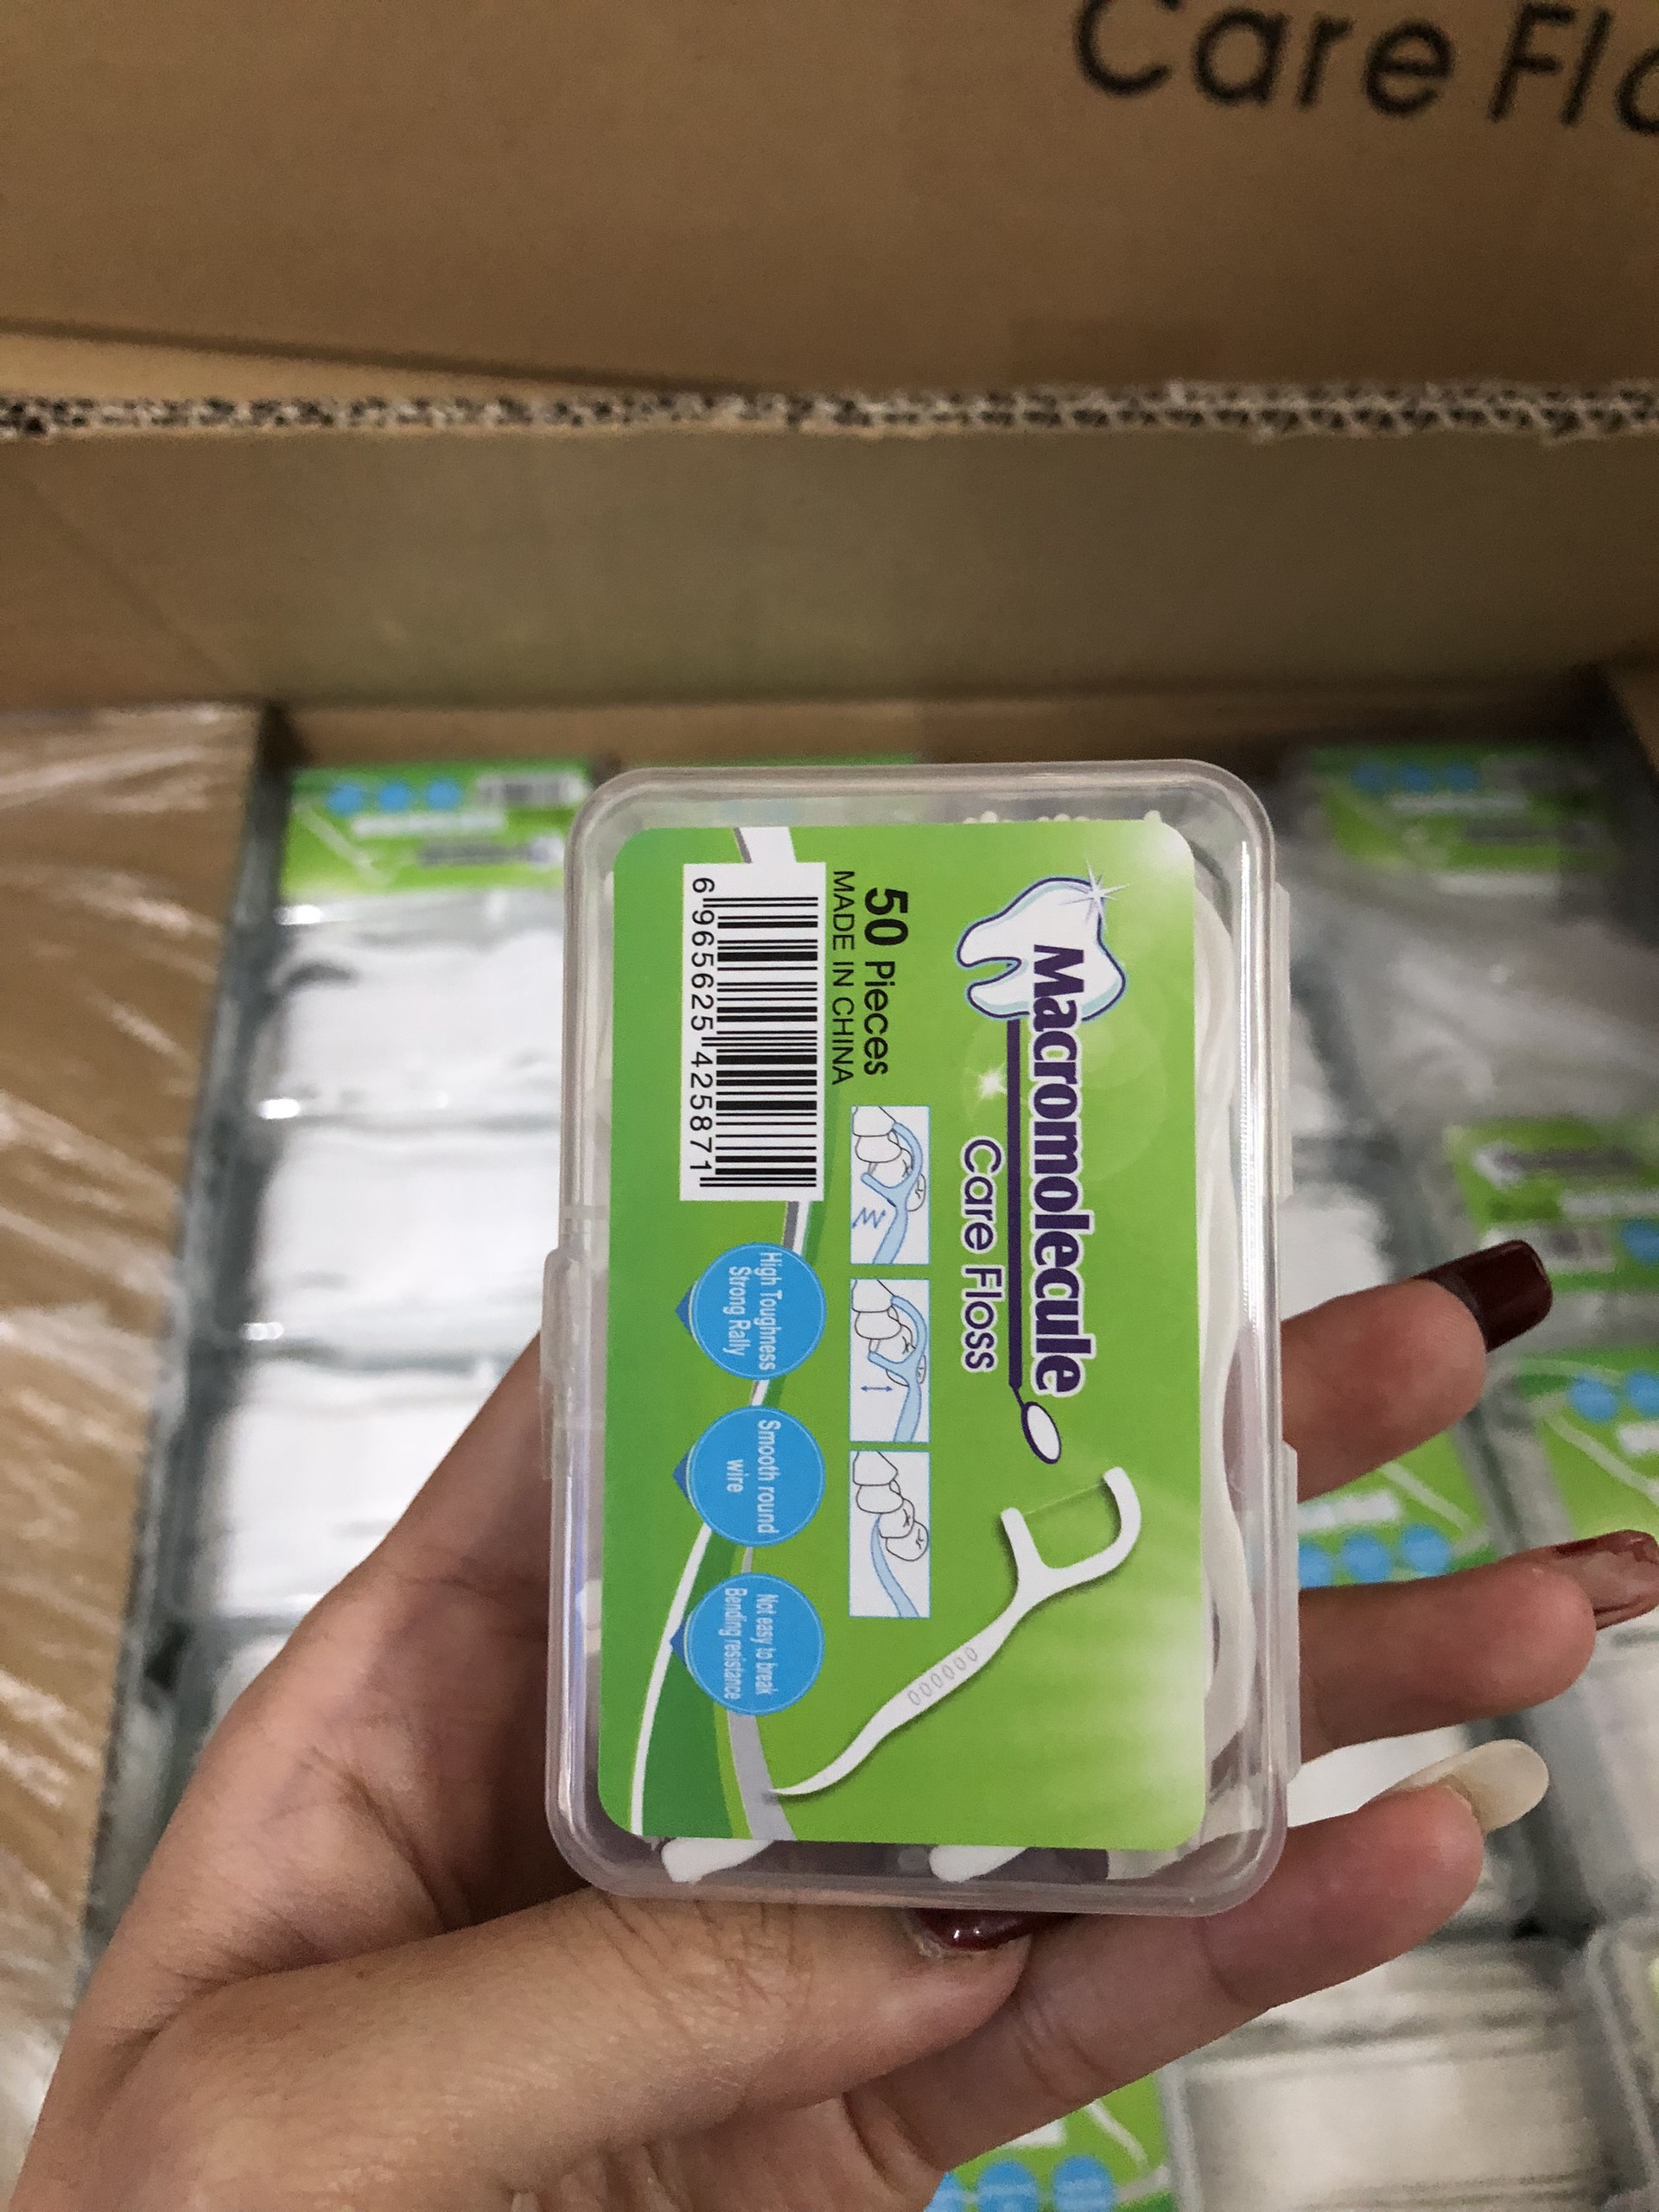 Care Flo
Macromolecule
Care Floss
50 Pieces
MADE IN CHINA
6 965625 425871
High Toughness
Strong Rally
Smooth round
wire
Not easy to break
Bending resistance